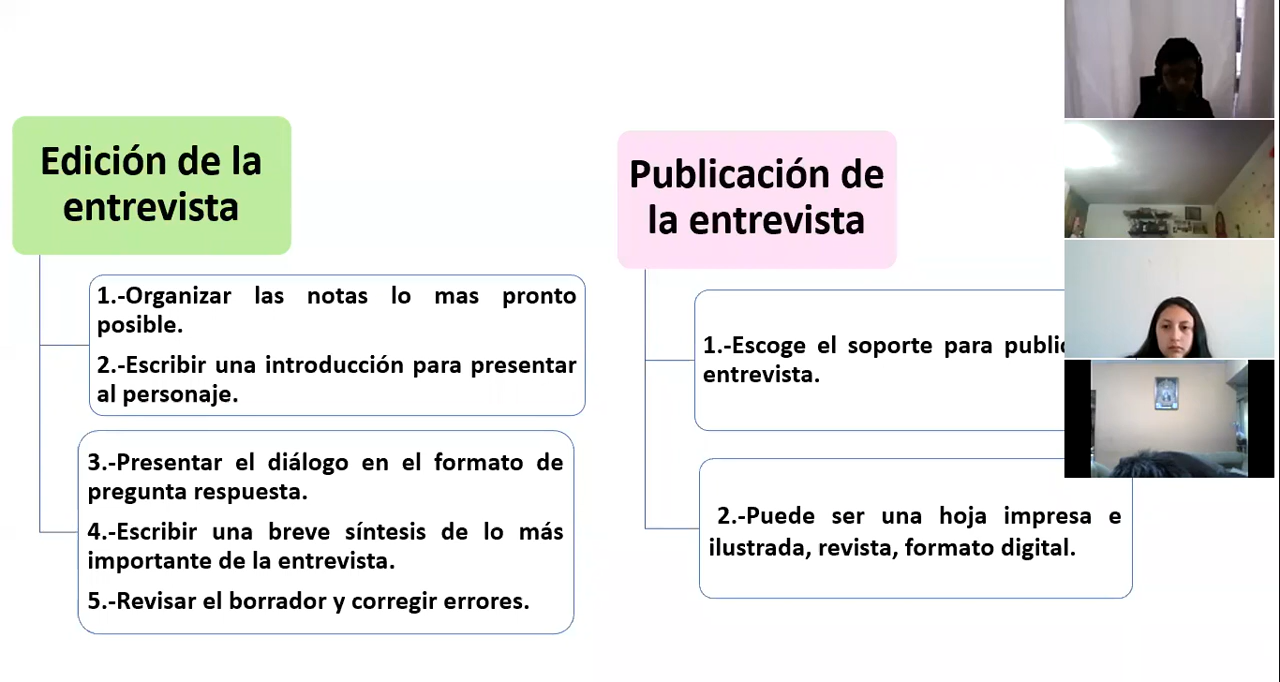 Edición de la
entrevista
1.-Organizar las notas lo mas pronto
posible.
2.-Escribir una introducción para presentar
al personaje.
3.-Presentar el diálogo en el formato de
pregunta respuesta.
4.-Escribir una breve síntesis de lo más
importante de la entrevista.
5.-Revisar el borrador y corregir errores.
Publicación de
la entrevista
1.-Escoge el soporte para
entrevista.
2.-Puede ser una hoja impresa e
ilustrada, revista, formato digital.